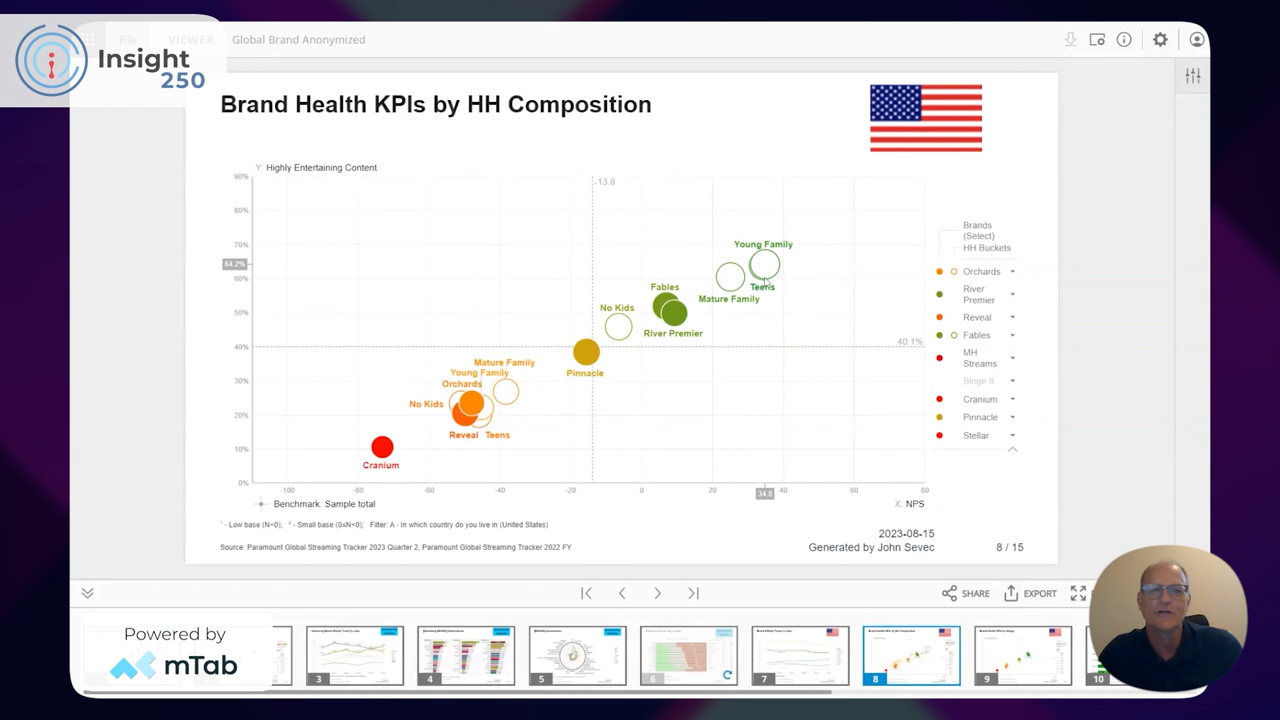 Insight
250
File
VIEWER
Global Brand Anonymized
Brand Health KPIs by HH Composition
Y: Highly Entertaining Content
90%
80%
70%
64.2%
60%
50%
40%
30%
20%
10%
0%
-13.8
40.1%
Young Family
Teens
Mature Family
Fables
No Kids
River Premier
Pinnacle
Mature Family
Young Family
Orchards
No Kids
Reveal
Teens
Cranium
-100
-80
-60
-40
-20
0
20
34.8
40
60
80
Benchmark: Sample total
X: NPS
Brands
(Select)
HH Buckets
Orchards
River
Premier
Reveal
Fables
MH
Streams
Binge It
Cranium
Pinnacle
Stellar
¹ - Low base (N<0); ² - Small base (0≤N<0); Filter: A - In which country do you live in (United States)
Source: Paramount Global Streaming Tracker 2023 Quarter 2, Paramount Global Streaming Tracker 2022 FY
2023-08-15
Generated by John Sevec
8 / 15
SHARE
EXPORT
Powered by
mTab
3
4
5
6
7
8
9
10